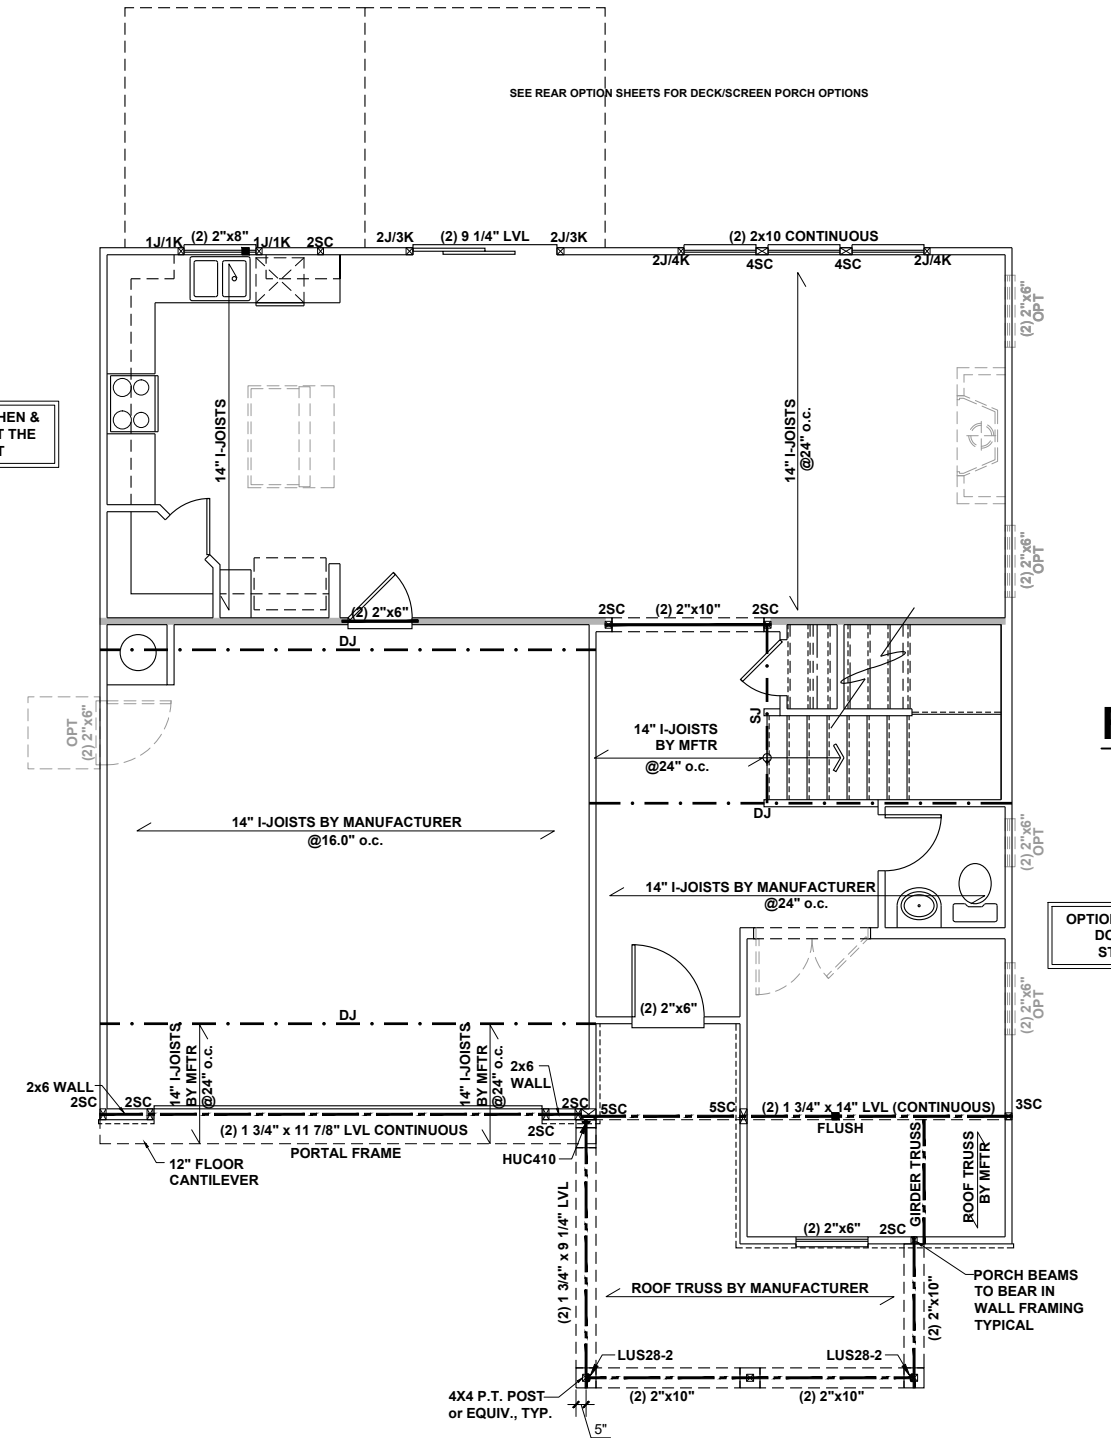 SEE REAR OPTION SHEETS FOR DECK/SCREEN PORCH OPTIONS
1J/1K
(2) 2"x8"
1J/1K
2SC
2J/3K
(2) 9 1/4" LVL
2J/3K
(2) 2x10 CONTINUOUS
2J/4K
4SC
4SC
2J/4K
(2) 2"x6"
OPT
14" I-JOISTS
14" I-JOISTS
@24" o.c.
HEN &
T THE
T
(2) 2"x6"
OPT
(2) 2"x6"
2SC
(2) 2"x10"
2SC
DJ
OPT
(2) 2"x6"
SJ
14" I-JOISTS
BY MFTR
@24" o.c.
DJ
14" I-JOISTS BY MANUFACTURER
@16.0" o.c.
(2) 2"x6"
OPT
14" I-JOISTS BY MANUFACTURER
@24" o.c.
OPTION
DO
ST
(2) 2"x6"
OPT
(2) 2"x6"
DJ
14" I-JOISTS
BY MFTR
@24" o.c.
14" I-JOISTS
BY MFTR
@24" o.c.
2x6
WALL
2x6 WALL
2SC
2SC
2SC
5SC
5SC
(2) 1 3/4" x 14" LVL (CONTINUOUS)
3SC
FLUSH
(2) 1 3/4" x 11 7/8" LVL CONTINUOUS
2SC
PORTAL FRAME
HUC410
12" FLOOR
CANTILEVER
GIRDER TRUSS
ROOF TRUSS
BY MFTR
(2) 1 3/4" x 9 1/4" LVL
(2) 2"x6"
2SC
ROOF TRUSS BY MANUFACTURER
(2) 2"x10"
PORCH BEAMS
TO BEAR IN
WALL FRAMING
TYPICAL
LUS28-2
LUS28-2
4X4 P.T. POST
or EQUIV., TYP.
(2) 2"x10"
(2) 2"x10"
5"